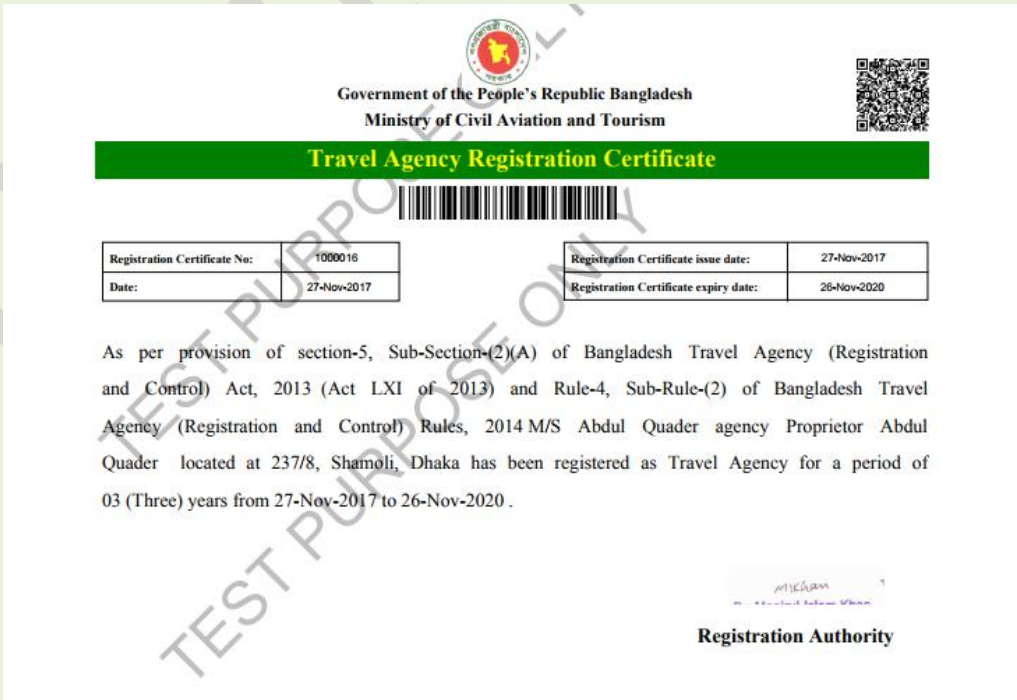 Government of the People's Republic Bangladesh
Ministry of Civil Aviation and Tourism
Travel Agency Registration Certificate
Registration Certificate No: 1000016
Date: 27-Nov-2017
Registration Certificate issue date: 27-Nov-2017
Registration Certificate expiry date: 26-Nov-2020
As per provision of section-5, Sub-Section-(2)(A) of Bangladesh Travel Agency (Registration
and Control) Act, 2013 (Act LXI of 2013) and Rule-4, Sub-Rule-(2) of Bangladesh Travel
Agency (Registration and Control) Rules, 2014 M/S Abdul Quader agency Proprietor Abdul
Quader located at 237/8, Shamoli, Dhaka has been registered as Travel Agency for a period of
03 (Three) years from 27-Nov-2017 to 26-Nov-2020 .
Registration Authority
TEST PURPOSE ONLY
TEST PURPOSE ONLY